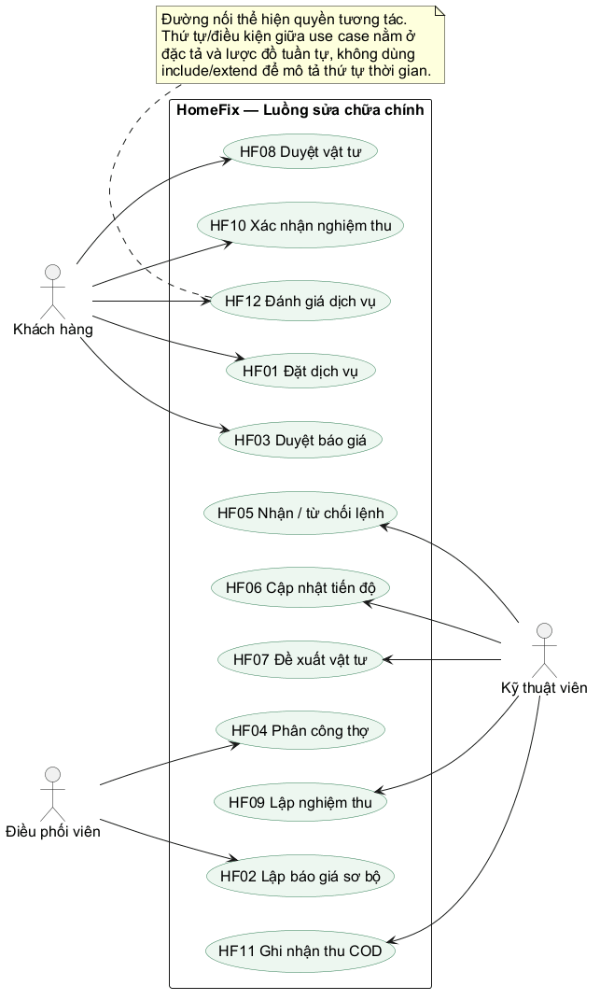 Đường nối thể hiện quyền tương tác.
Thứ tự/điều kiện giữa use case nằm ở
đặc tả và lược đồ tuần tự, không dùng
include/extend để mô tả thứ tự thời gian.
HomeFix — Luồng sửa chữa chính
HF08 Duyệt vật tư
HF10 Xác nhận nghiệm thu
HF12 Đánh giá dịch vụ
Khách hàng
HF01 Đặt dịch vụ
HF03 Duyệt báo giá
HF05 Nhận / từ chối lệnh
HF06 Cập nhật tiến độ
HF07 Đề xuất vật tư
Kỹ thuật viên
HF04 Phân công thợ
HF09 Lập nghiệm thu
Điều phối viên
HF02 Lập báo giá sơ bộ
HF11 Ghi nhận thu COD